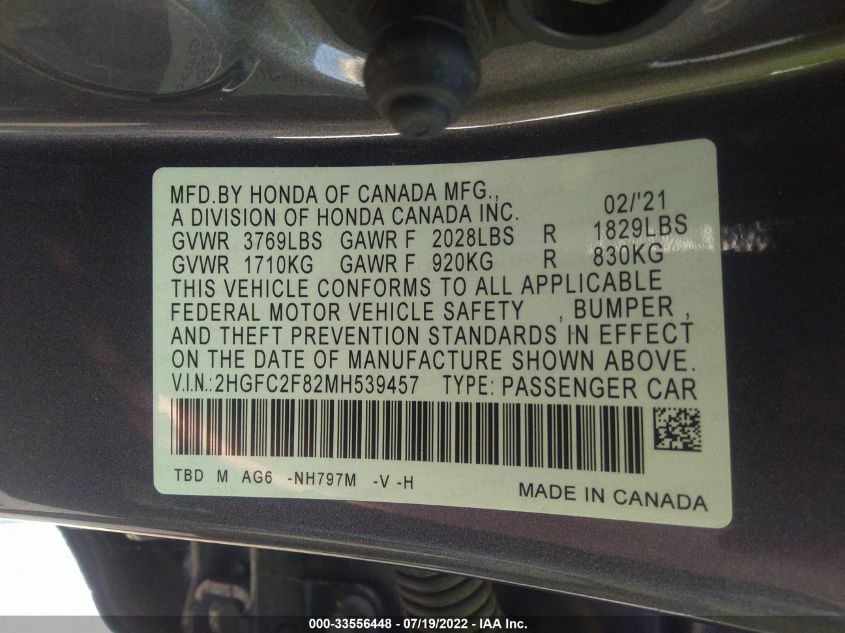 MFD.BY HONDA OF CANADA MFG., 02/'21
A DIVISION OF HONDA CANADA INC.
GVWR 3769LBS GAWR F 2028LBS R 1829LBS
GVWR 1710KG GAWR F 920KG R 830KG
THIS VEHICLE CONFORMS TO ALL APPLICABLE
FEDERAL MOTOR VEHICLE SAFETY , BUMPER ,
AND THEFT PREVENTION STANDARDS IN EFFECT
ON THE DATE OF MANUFACTURE SHOWN ABOVE.
V.I.N.: 2HGFC2F82MH539457 TYPE: PASSENGER CAR
TBD M AG6 -NH797M -V -H
MADE IN CANADA
000-33556448 - 07/19/2022 - IAA Inc.